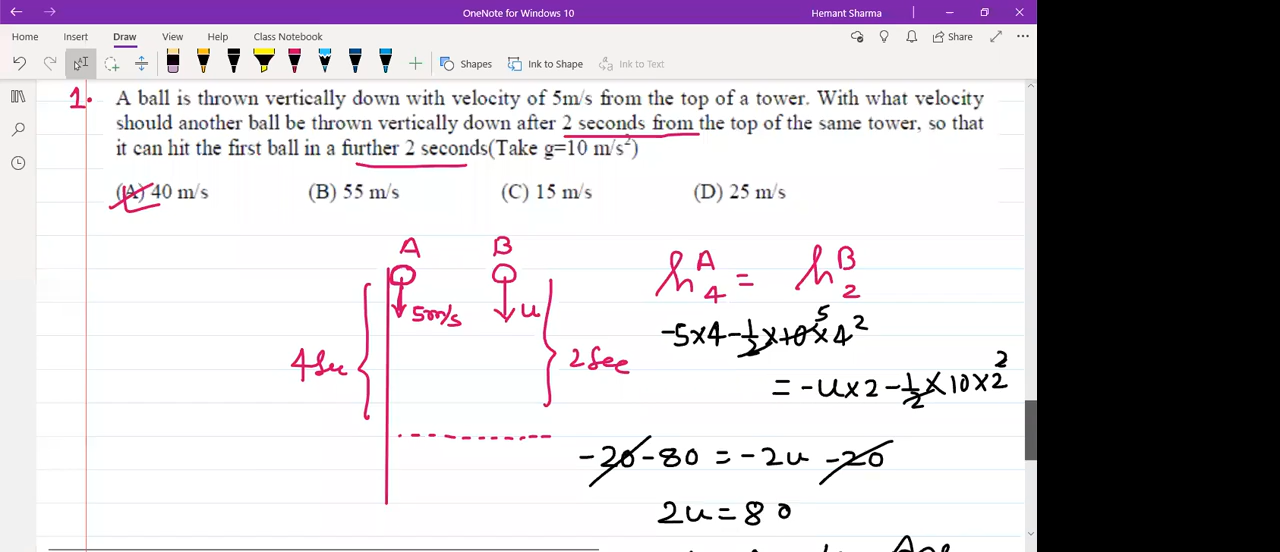 OneNote for Windows 10
Hemant Sharma
Home Insert Draw View Help Class Notebook
Share
Shapes
Ink to Shape
Ink to Text
1. A ball is thrown vertically down with velocity of 5m/s from the top of a tower. With what velocity
should another ball be thrown vertically down after 2 seconds from the top of the same tower, so that
it can hit the first ball in a further 2 seconds(Take g=10 m/s²)
(A) 40 m/s (B) 55 m/s (C) 15 m/s (D) 25 m/s
A B
5m/s u
4Sec 2Sec
h₄ᴬ = h₂ᴮ
-5×4-½×10×4² 5
= -u×2-½×10×2²
-20-80 = -2u-20
2u=80